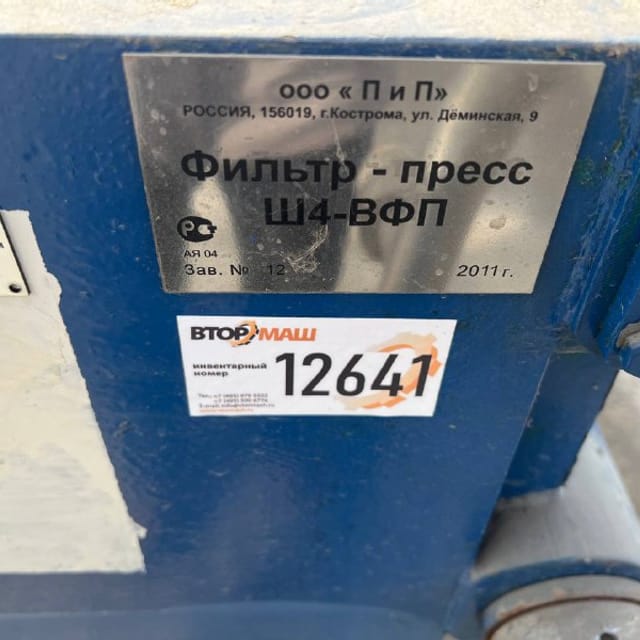 ООО « П и П»
РОССИЯ, 156019, г.Кострома, ул. Дёминская, 9
Фильтр - пресс
Ш4-ВФП
АЯ 04
Зав. № 12 2011 г.
ВТОРМАШ
инвентарный
номер
12641